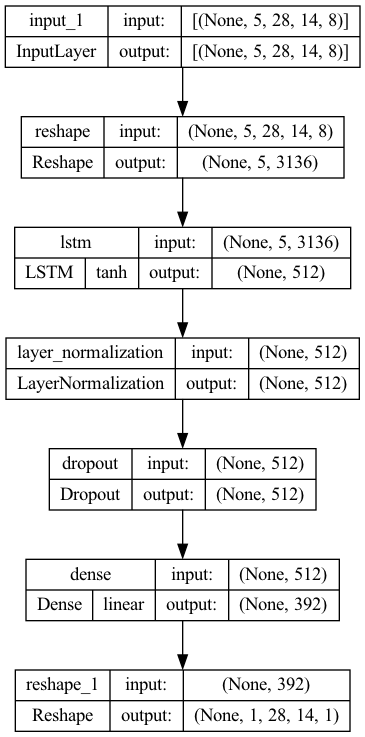 input_1 input: [(None, 5, 28, 14, 8)]
InputLayer output: [(None, 5, 28, 14, 8)]
reshape input: (None, 5, 28, 14, 8)
Reshape output: (None, 5, 3136)
lstm input: (None, 5, 3136)
LSTM tanh output: (None, 512)
layer_normalization input: (None, 512)
LayerNormalization output: (None, 512)
dropout input: (None, 512)
Dropout output: (None, 512)
dense input: (None, 512)
Dense linear output: (None, 392)
reshape_1 input: (None, 392)
Reshape output: (None, 1, 28, 14, 1)